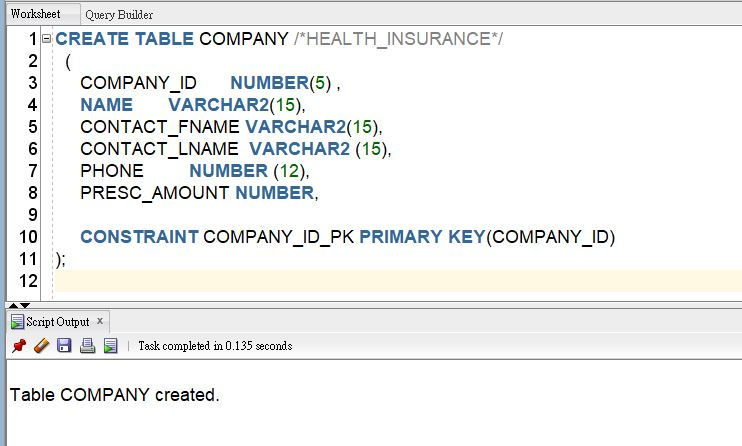 Worksheet Query Builder
1 CREATE TABLE COMPANY /*HEALTH_INSURANCE*/
2 (
3 COMPANY_ID NUMBER(5) ,
4 NAME VARCHAR2(15),
5 CONTACT_FNAME VARCHAR2(15),
6 CONTACT_LNAME VARCHAR2 (15),
7 PHONE NUMBER (12),
8 PRESC_AMOUNT NUMBER,
9
10 CONSTRAINT COMPANY_ID_PK PRIMARY KEY(COMPANY_ID)
11 );
12
Script Output x
Task completed in 0.135 seconds
Table COMPANY created.